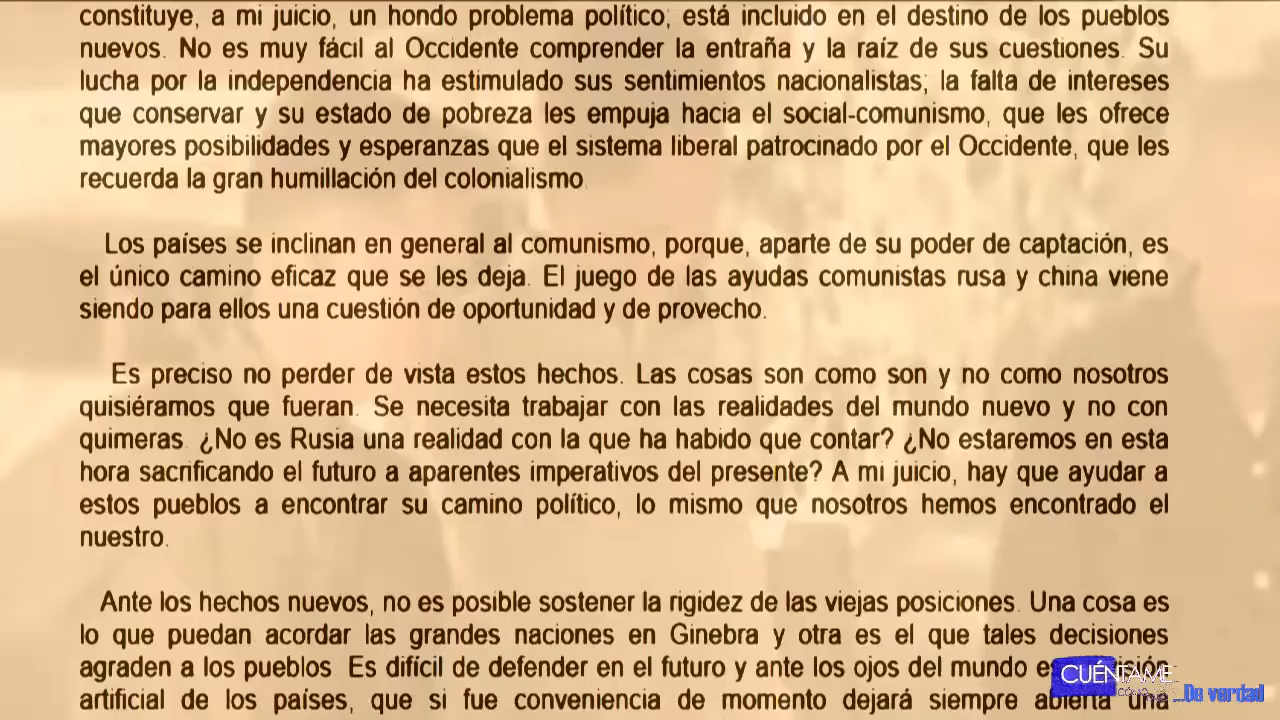 constituye, a mi juicio, un hondo problema político; está incluido en el destino de los pueblos
nuevos. No es muy fácil al Occidente comprender la entraña y la raíz de sus cuestiones. Su
lucha por la independencia ha estimulado sus sentimientos nacionalistas; la falta de intereses
que conservar y su estado de pobreza les empuja hacia el social-comunismo, que les ofrece
mayores posibilidades y esperanzas que el sistema liberal patrocinado por el Occidente, que les
recuerda la gran humillación del colonialismo.
Los países se inclinan en general al comunismo, porque, aparte de su poder de captación, es
el único camino eficaz que se les deja. El juego de las ayudas comunistas rusa y china viene
siendo para ellos una cuestión de oportunidad y de provecho.
Es preciso no perder de vista estos hechos. Las cosas son como son y no como nosotros
quisiéramos que fueran. Se necesita trabajar con las realidades del mundo nuevo y no con
quimeras. ¿No es Rusia una realidad con la que ha habido que contar? ¿No estaremos en esta
hora sacrificando el futuro a aparentes imperativos del presente? A mi juicio, hay que ayudar a
estos pueblos a encontrar su camino político, lo mismo que nosotros hemos encontrado el
nuestro.
Ante los hechos nuevos, no es posible sostener la rigidez de las viejas posiciones. Una cosa es
lo que puedan acordar las grandes naciones en Ginebra y otra es el que tales decisiones
agraden a los pueblos. Es difícil de defender en el futuro y ante los ojos del mundo
artificial de los países, que si fue conveniencia de momento dejará siempre abierta una
CUÉNTAME
...De verdad